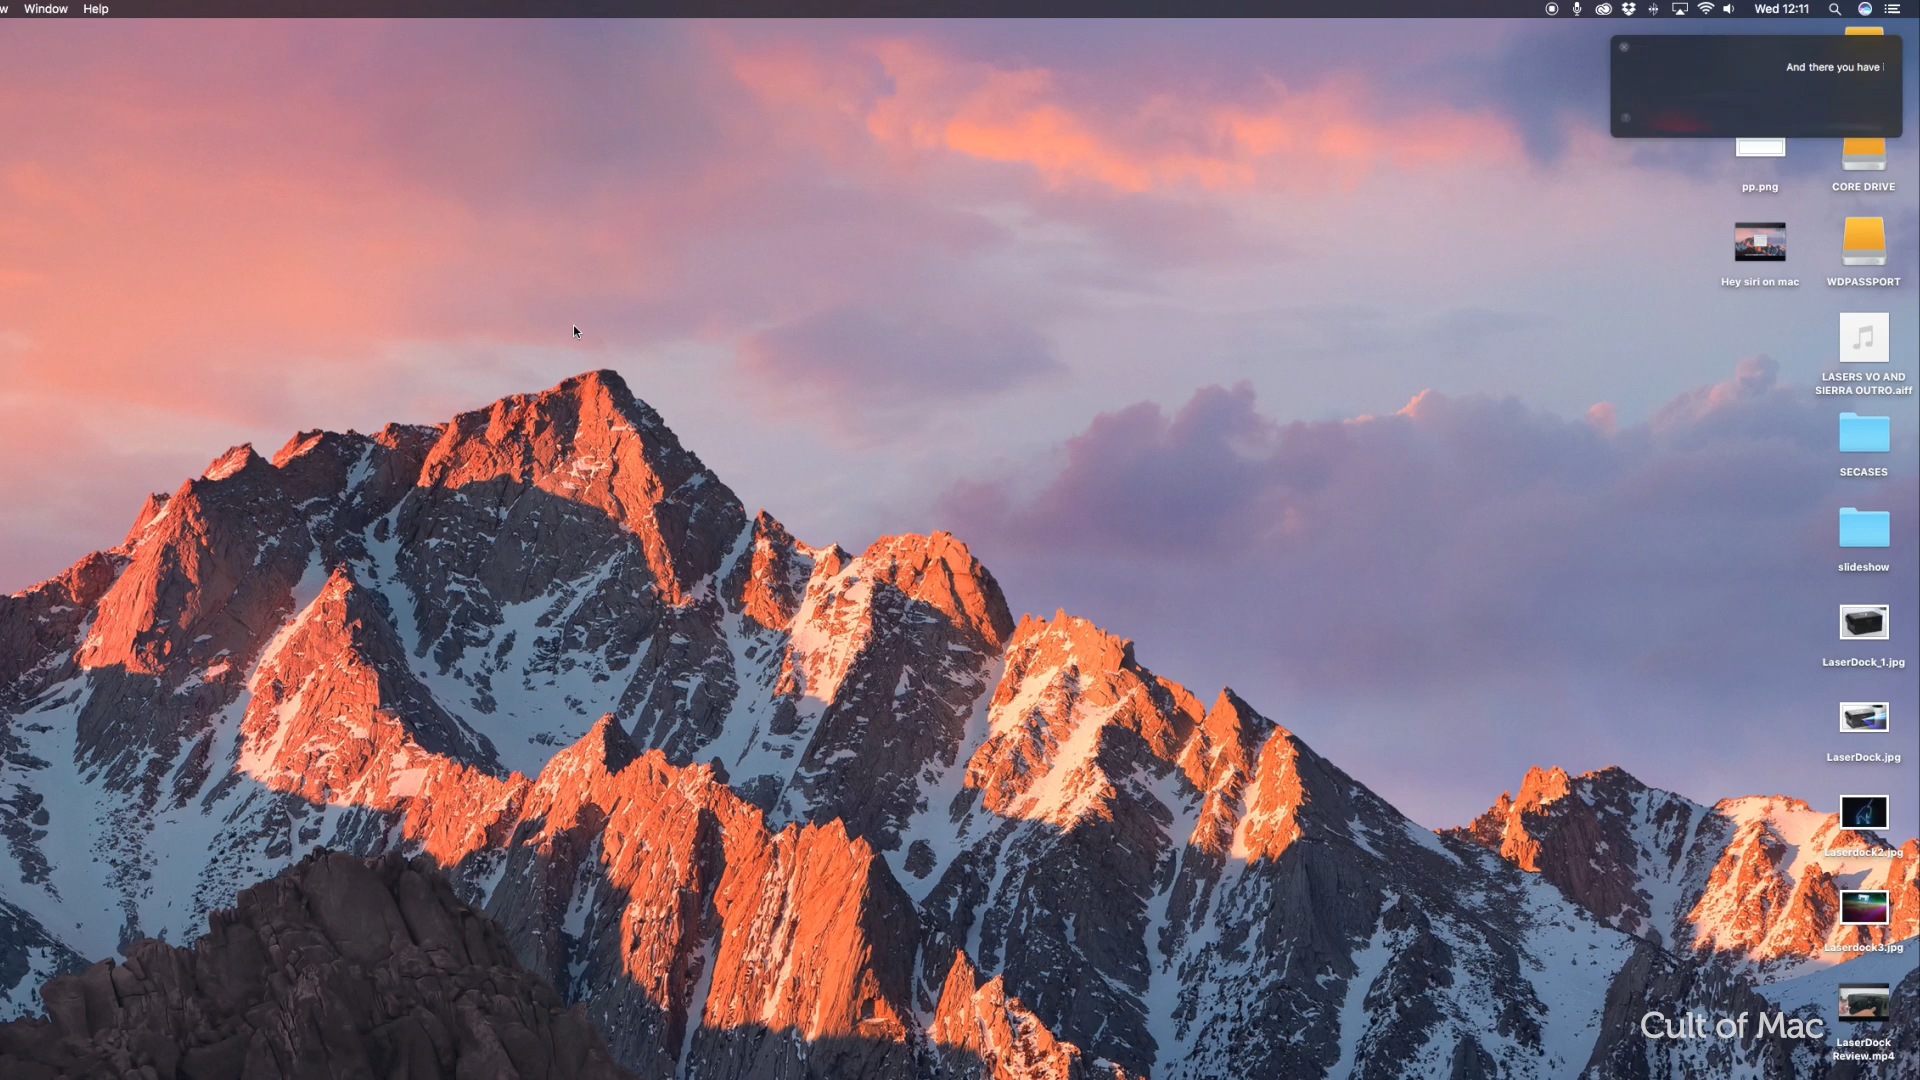 w Window Help
Wed 12:11
And there you have i
pp.png
CORE DRIVE
Hey siri on mac
WDPASSPORT
LASERS VO AND
SIERRA OUTRO.aiff
SECASES
slideshow
LaserDock_1.jpg
LaserDock.jpg
Laserdock2.jpg
Laserdock3.jpg
Cult of Mac
LaserDock
Review.mp4